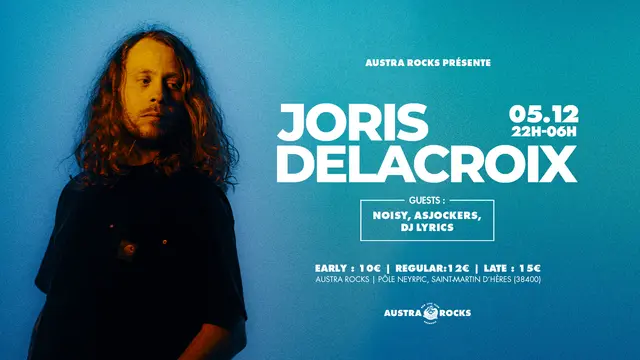 AUSTRA ROCKS PRÉSENTE
JORIS
DELACROIX
05.12
22H-06H
GUESTS :
NOISY, ASJOCKERS,
DJ LYRICS
EARLY : 10€ | REGULAR:12€ | LATE : 15€
AUSTRA ROCKS | PÔLE NEYRPIC, SAINT-MARTIN D'HÈRES (38400)
AUSTRA ROCKS